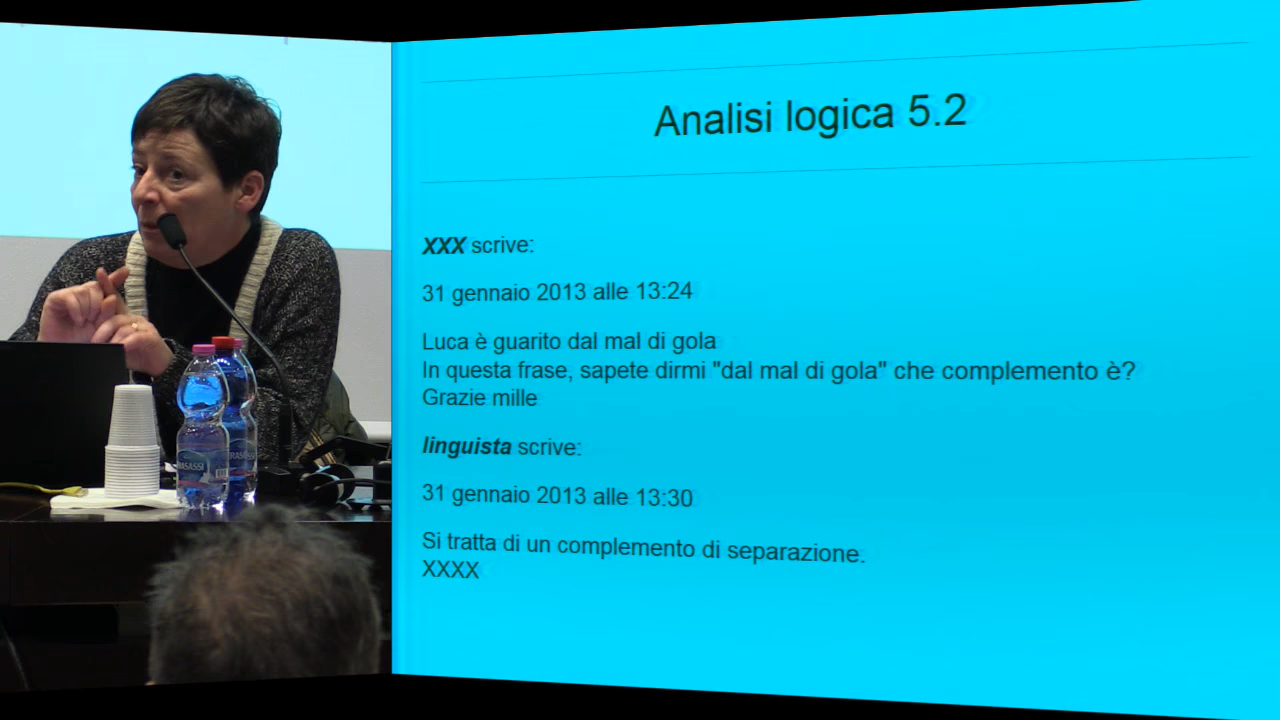 Analisi logica 5.2
XXX scrive:
31 gennaio 2013 alle 13:24
Luca è guarito dal mal di gola
In questa frase, sapete dirmi "dal mal di gola" che complemento è?
Grazie mille
linguista scrive:
31 gennaio 2013 alle 13:30
Si tratta di un complemento di separazione.
XXXX